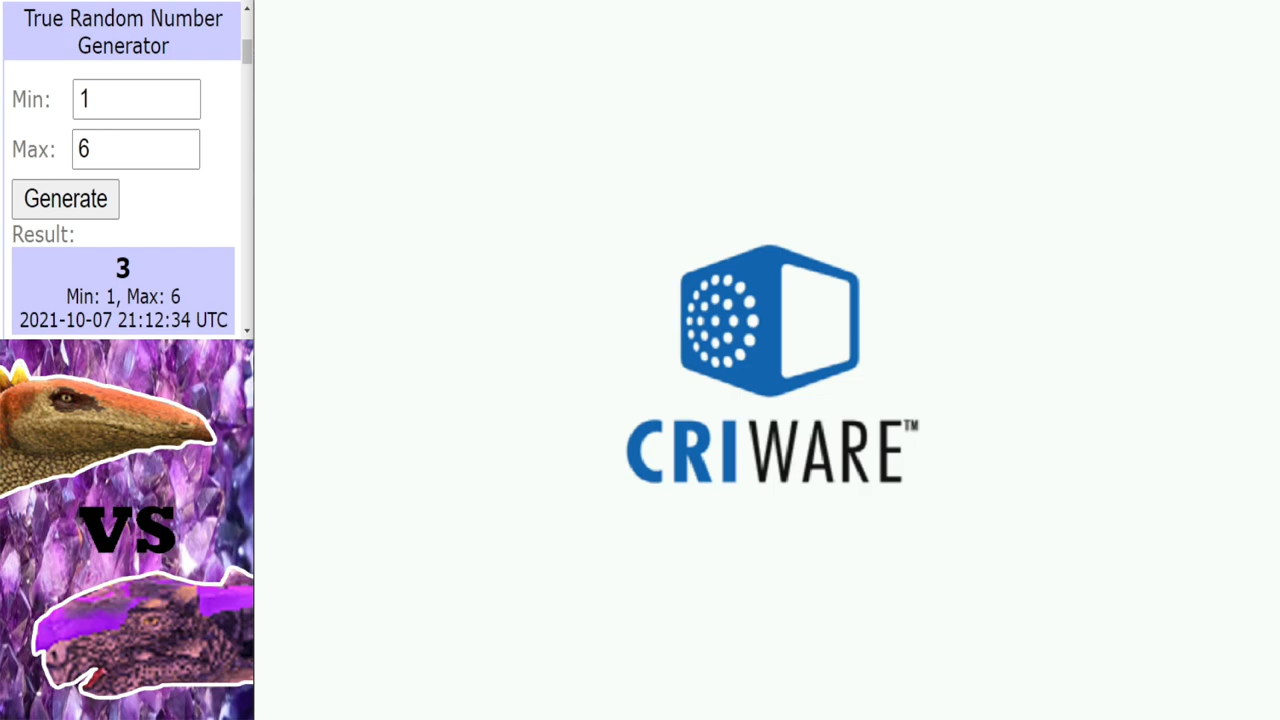 True Random Number
Generator
Min: 1
Max: 6
Generate
Result:
3
Min: 1, Max: 6
2021-10-07 21:12:34 UTC
vs
CRIWARE™